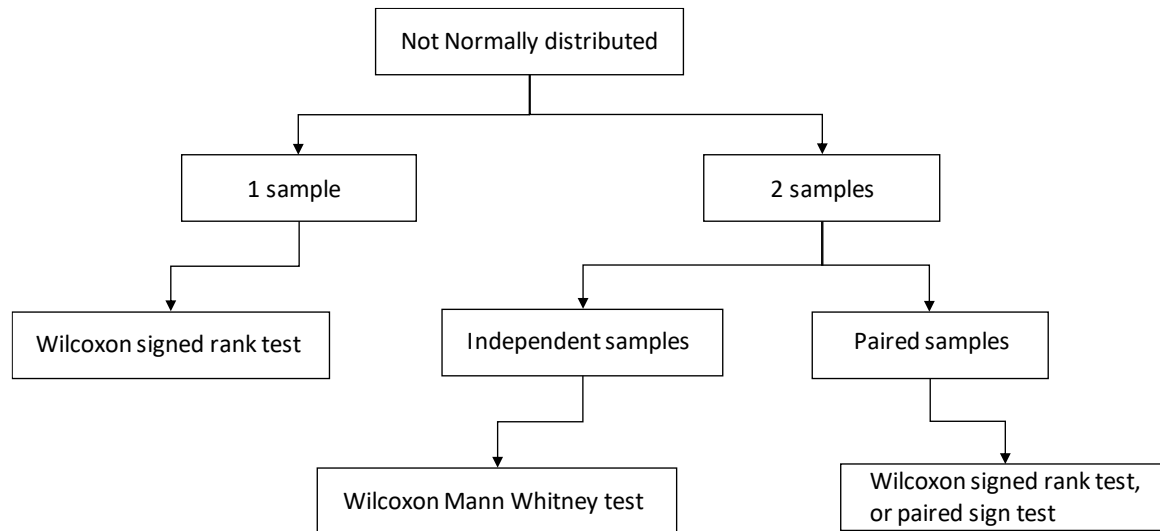 Not Normally distributed
1 sample
2 samples
Wilcoxon signed rank test
Independent samples
Paired samples
Wilcoxon Mann Whitney test
Wilcoxon signed rank test,
or paired sign test